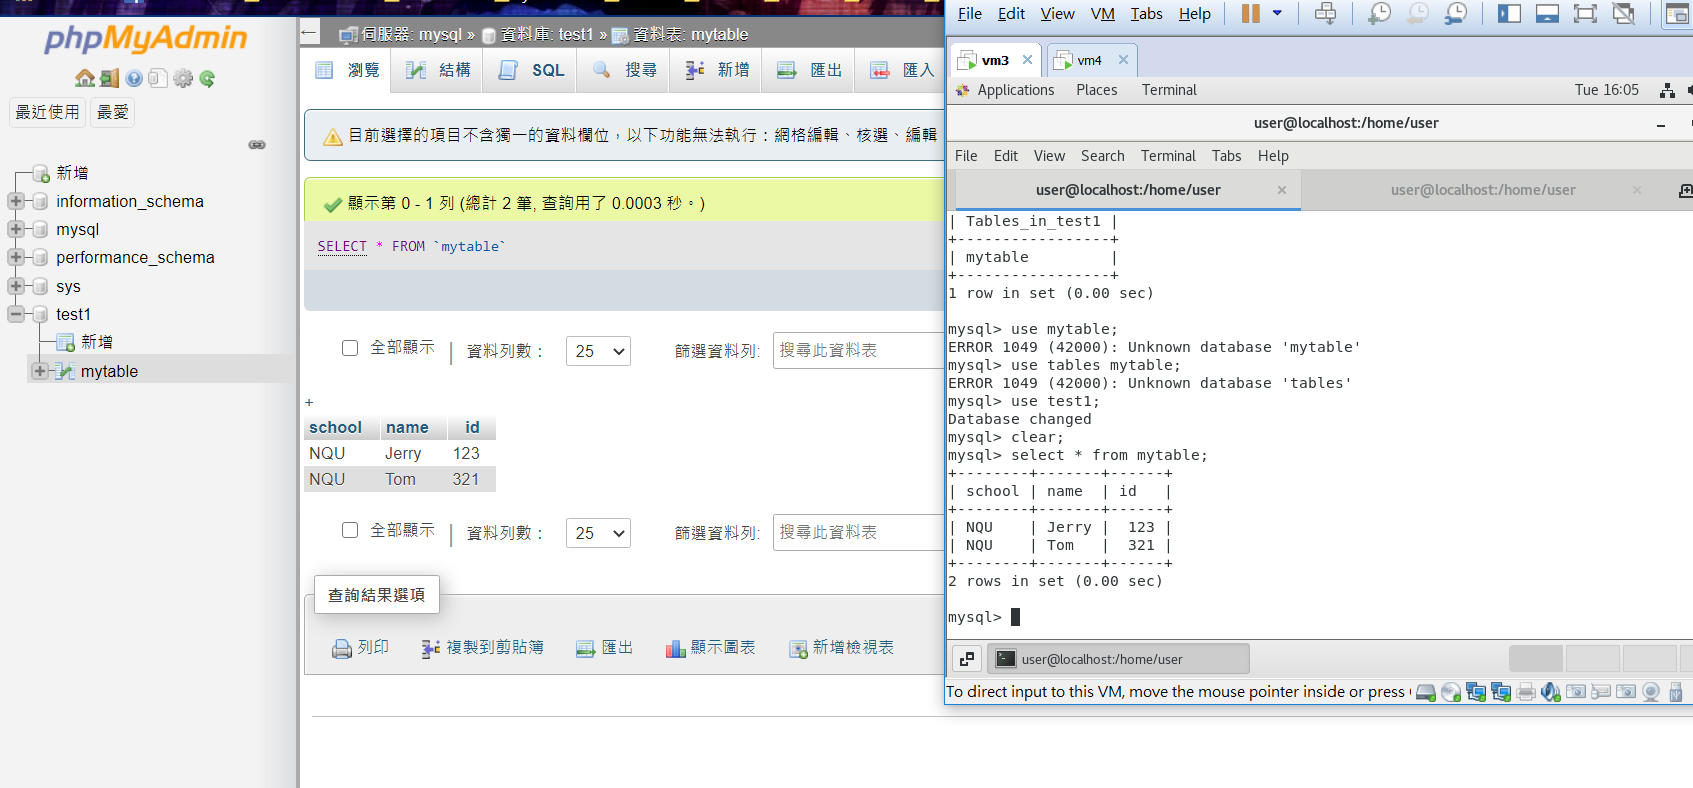 phpMyAdmin
最近使用 最愛
新增
information_schema
mysql
performance_schema
sys
test1
新增
mytable
伺服器: mysql » 資料庫: test1 » 資料表: mytable
瀏覽 結構 SQL 搜尋 新增 匯出 匯入
目前選擇的項目不含獨一的資料欄位，以下功能無法執行：網格編輯、核選、編輯
顯示第 0 - 1 列 (總計 2 筆, 查詢用了 0.0003 秒。)
SELECT * FROM `mytable`
全部顯示 | 資料列數： 25 篩選資料列: 搜尋此資料表
+
school name id
NQU Jerry 123
NQU Tom 321
全部顯示 | 資料列數： 25 篩選資料列: 搜尋此資料表
查詢結果選項
列印 複製到剪貼簿 匯出 顯示圖表 新增檢視表
File Edit View VM Tabs Help
vm3 × vm4 ×
Applications Places Terminal Tue 16:05
user@localhost:/home/user
File Edit View Search Terminal Tabs Help
user@localhost:/home/user × user@localhost:/home/user ×
| Tables_in_test1 |
+-----------------+
| mytable         |
+-----------------+
1 row in set (0.00 sec)
mysql> use mytable;
ERROR 1049 (42000): Unknown database 'mytable'
mysql> use tables mytable;
ERROR 1049 (42000): Unknown database 'tables'
mysql> use test1;
Database changed
mysql> clear;
mysql> select * from mytable;
+--------+-------+------+
| school | name  | id   |
+--------+-------+------+
| NQU    | Jerry |  123 |
| NQU    | Tom   |  321 |
+--------+-------+------+
2 rows in set (0.00 sec)
mysql>
user@localhost:/home/user
To direct input to this VM, move the mouse pointer inside or press